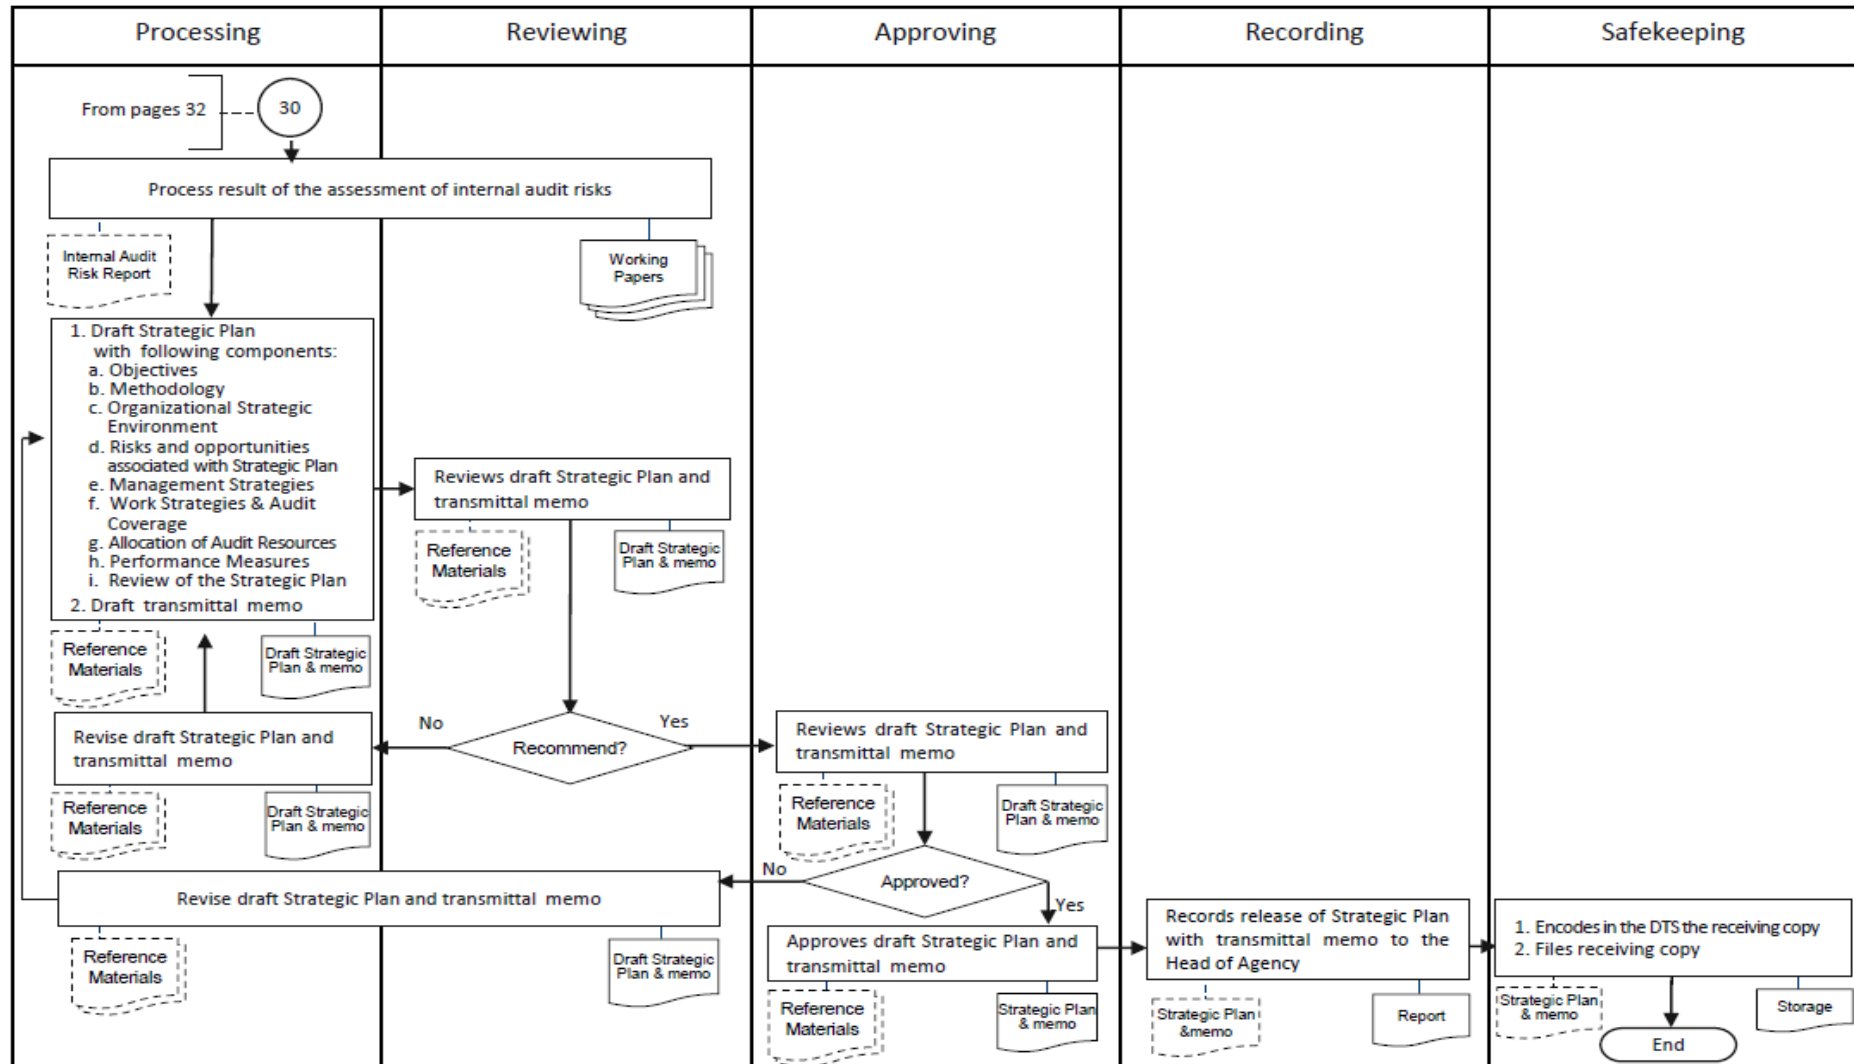 Processing
Reviewing
Approving
Recording
Safekeeping
From pages 32
30
Process result of the assessment of internal audit risks
Internal Audit
Risk Report
Working
Papers
1. Draft Strategic Plan
with following components:
a. Objectives
b. Methodology
c. Organizational Strategic
Environment
d. Risks and opportunities
associated with Strategic Plan
e. Management Strategies
f. Work Strategies & Audit
Coverage
g. Allocation of Audit Resources
h. Performance Measures
i. Review of the Strategic Plan
2. Draft transmittal memo
Reference
Materials
Draft Strategic
Plan & memo
Reviews draft Strategic Plan and
transmittal memo
Reference
Materials
Draft Strategic
Plan & memo
Revise draft Strategic Plan and
transmittal memo
Reference
Materials
Draft Strategic
Plan & memo
No
Recommend?
Yes
Reviews draft Strategic Plan and
transmittal memo
Reference
Materials
Draft Strategic
Plan & memo
No
Approved?
Yes
Revise draft Strategic Plan and transmittal memo
Reference
Materials
Draft Strategic
Plan & memo
Approves draft Strategic Plan and
transmittal memo
Reference
Materials
Strategic Plan
& memo
Records release of Strategic Plan
with transmittal memo to the
Head of Agency
Strategic Plan
&memo
Report
1. Encodes in the DTS the receiving copy
2. Files receiving copy
Strategic Plan
& memo
Storage
End